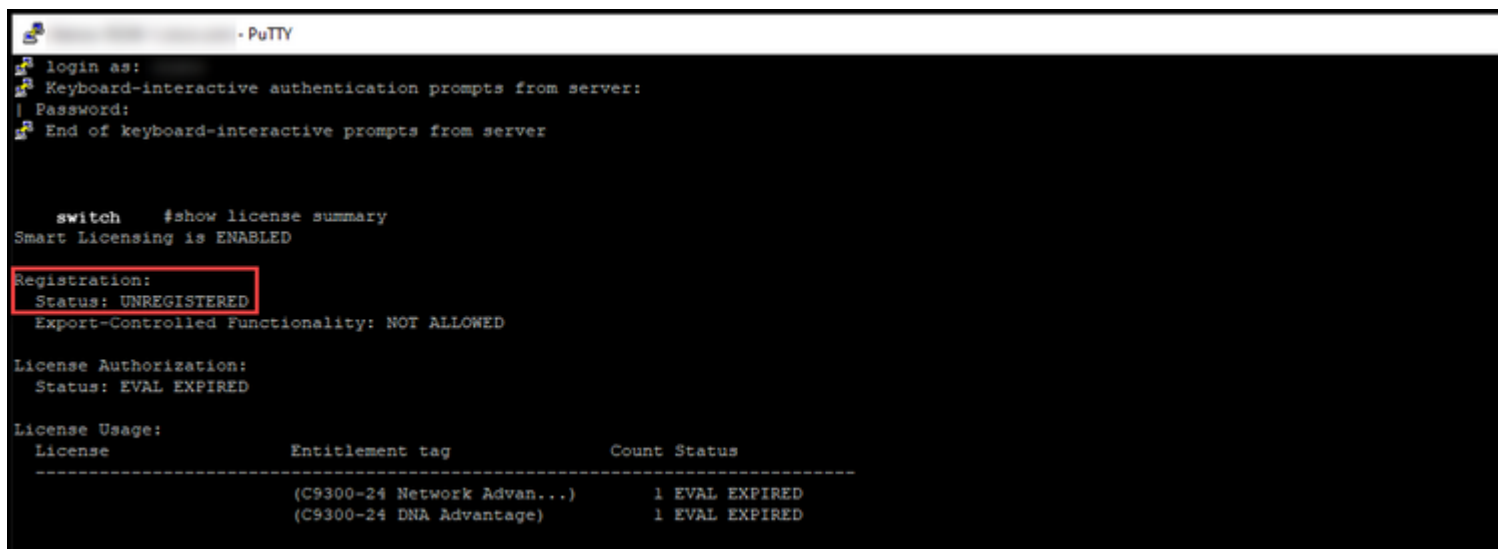 - PuTTY
login as:
Keyboard-interactive authentication prompts from server:
| Password:
End of keyboard-interactive prompts from server
switch #show license summary
Smart Licensing is ENABLED
Registration:
Status: UNREGISTERED
Export-Controlled Functionality: NOT ALLOWED
License Authorization:
Status: EVAL EXPIRED
License Usage:
License Entitlement tag Count Status
--------------------------------------------------------------------------------
(C9300-24 Network Advan...) 1 EVAL EXPIRED
(C9300-24 DNA Advantage) 1 EVAL EXPIRED